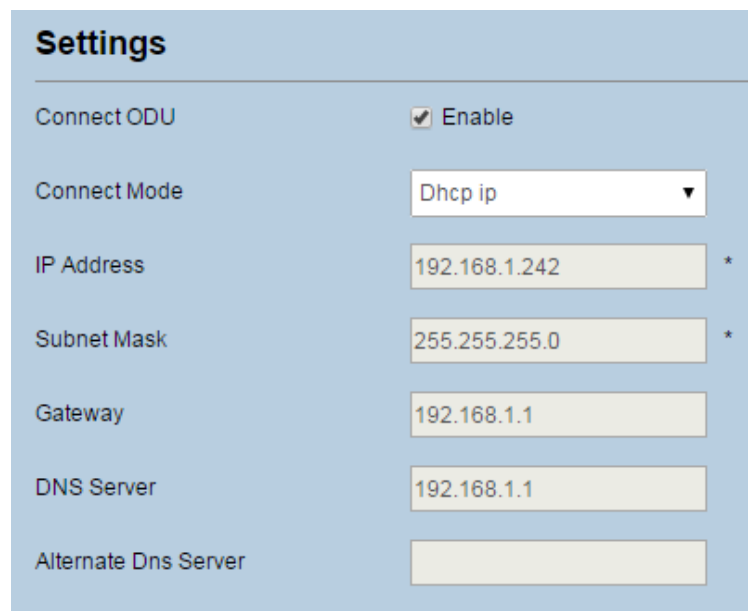 Settings
Connect ODU Enable
Connect Mode Dhcp ip
IP Address 192.168.1.242 *
Subnet Mask 255.255.255.0 *
Gateway 192.168.1.1
DNS Server 192.168.1.1
Alternate Dns Server